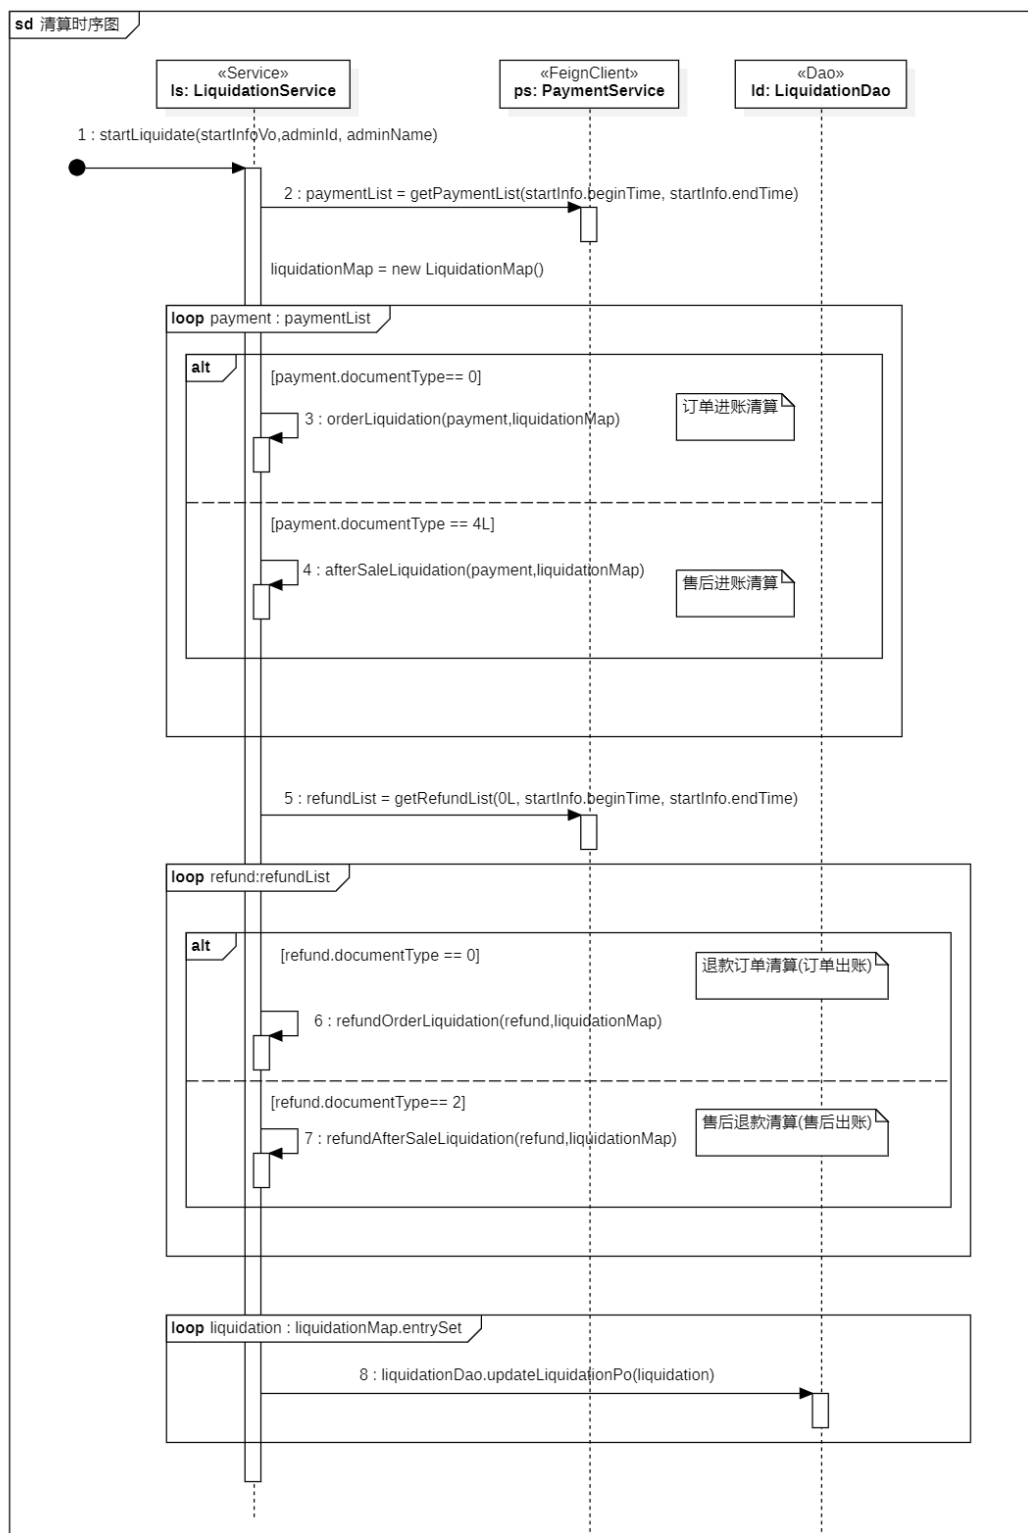 sd 清算时序图
«Service»
ls: LiquidationService
«FeignClient»
ps: PaymentService
«Dao»
ld: LiquidationDao
1 : startLiquidate(startInfoVo,adminId, adminName)
2 : paymentList = getPaymentList(startInfo.beginTime, startInfo.endTime)
liquidationMap = new LiquidationMap()
loop payment : paymentList
alt
[payment.documentType== 0]
订单进账清算
3 : orderLiquidation(payment,liquidationMap)
[payment.documentType == 4L]
4 : afterSaleLiquidation(payment,liquidationMap)
售后进账清算
5 : refundList = getRefundList(0L, startInfo.beginTime, startInfo.endTime)
loop refund:refundList
alt
[refund.documentType == 0]
退款订单清算(订单出账)
6 : refundOrderLiquidation(refund,liquidationMap)
[refund.documentType== 2]
售后退款清算(售后出账)
7 : refundAfterSaleLiquidation(refund,liquidationMap)
loop liquidation : liquidationMap.entrySet
8 : liquidationDao.updateLiquidationPo(liquidation)